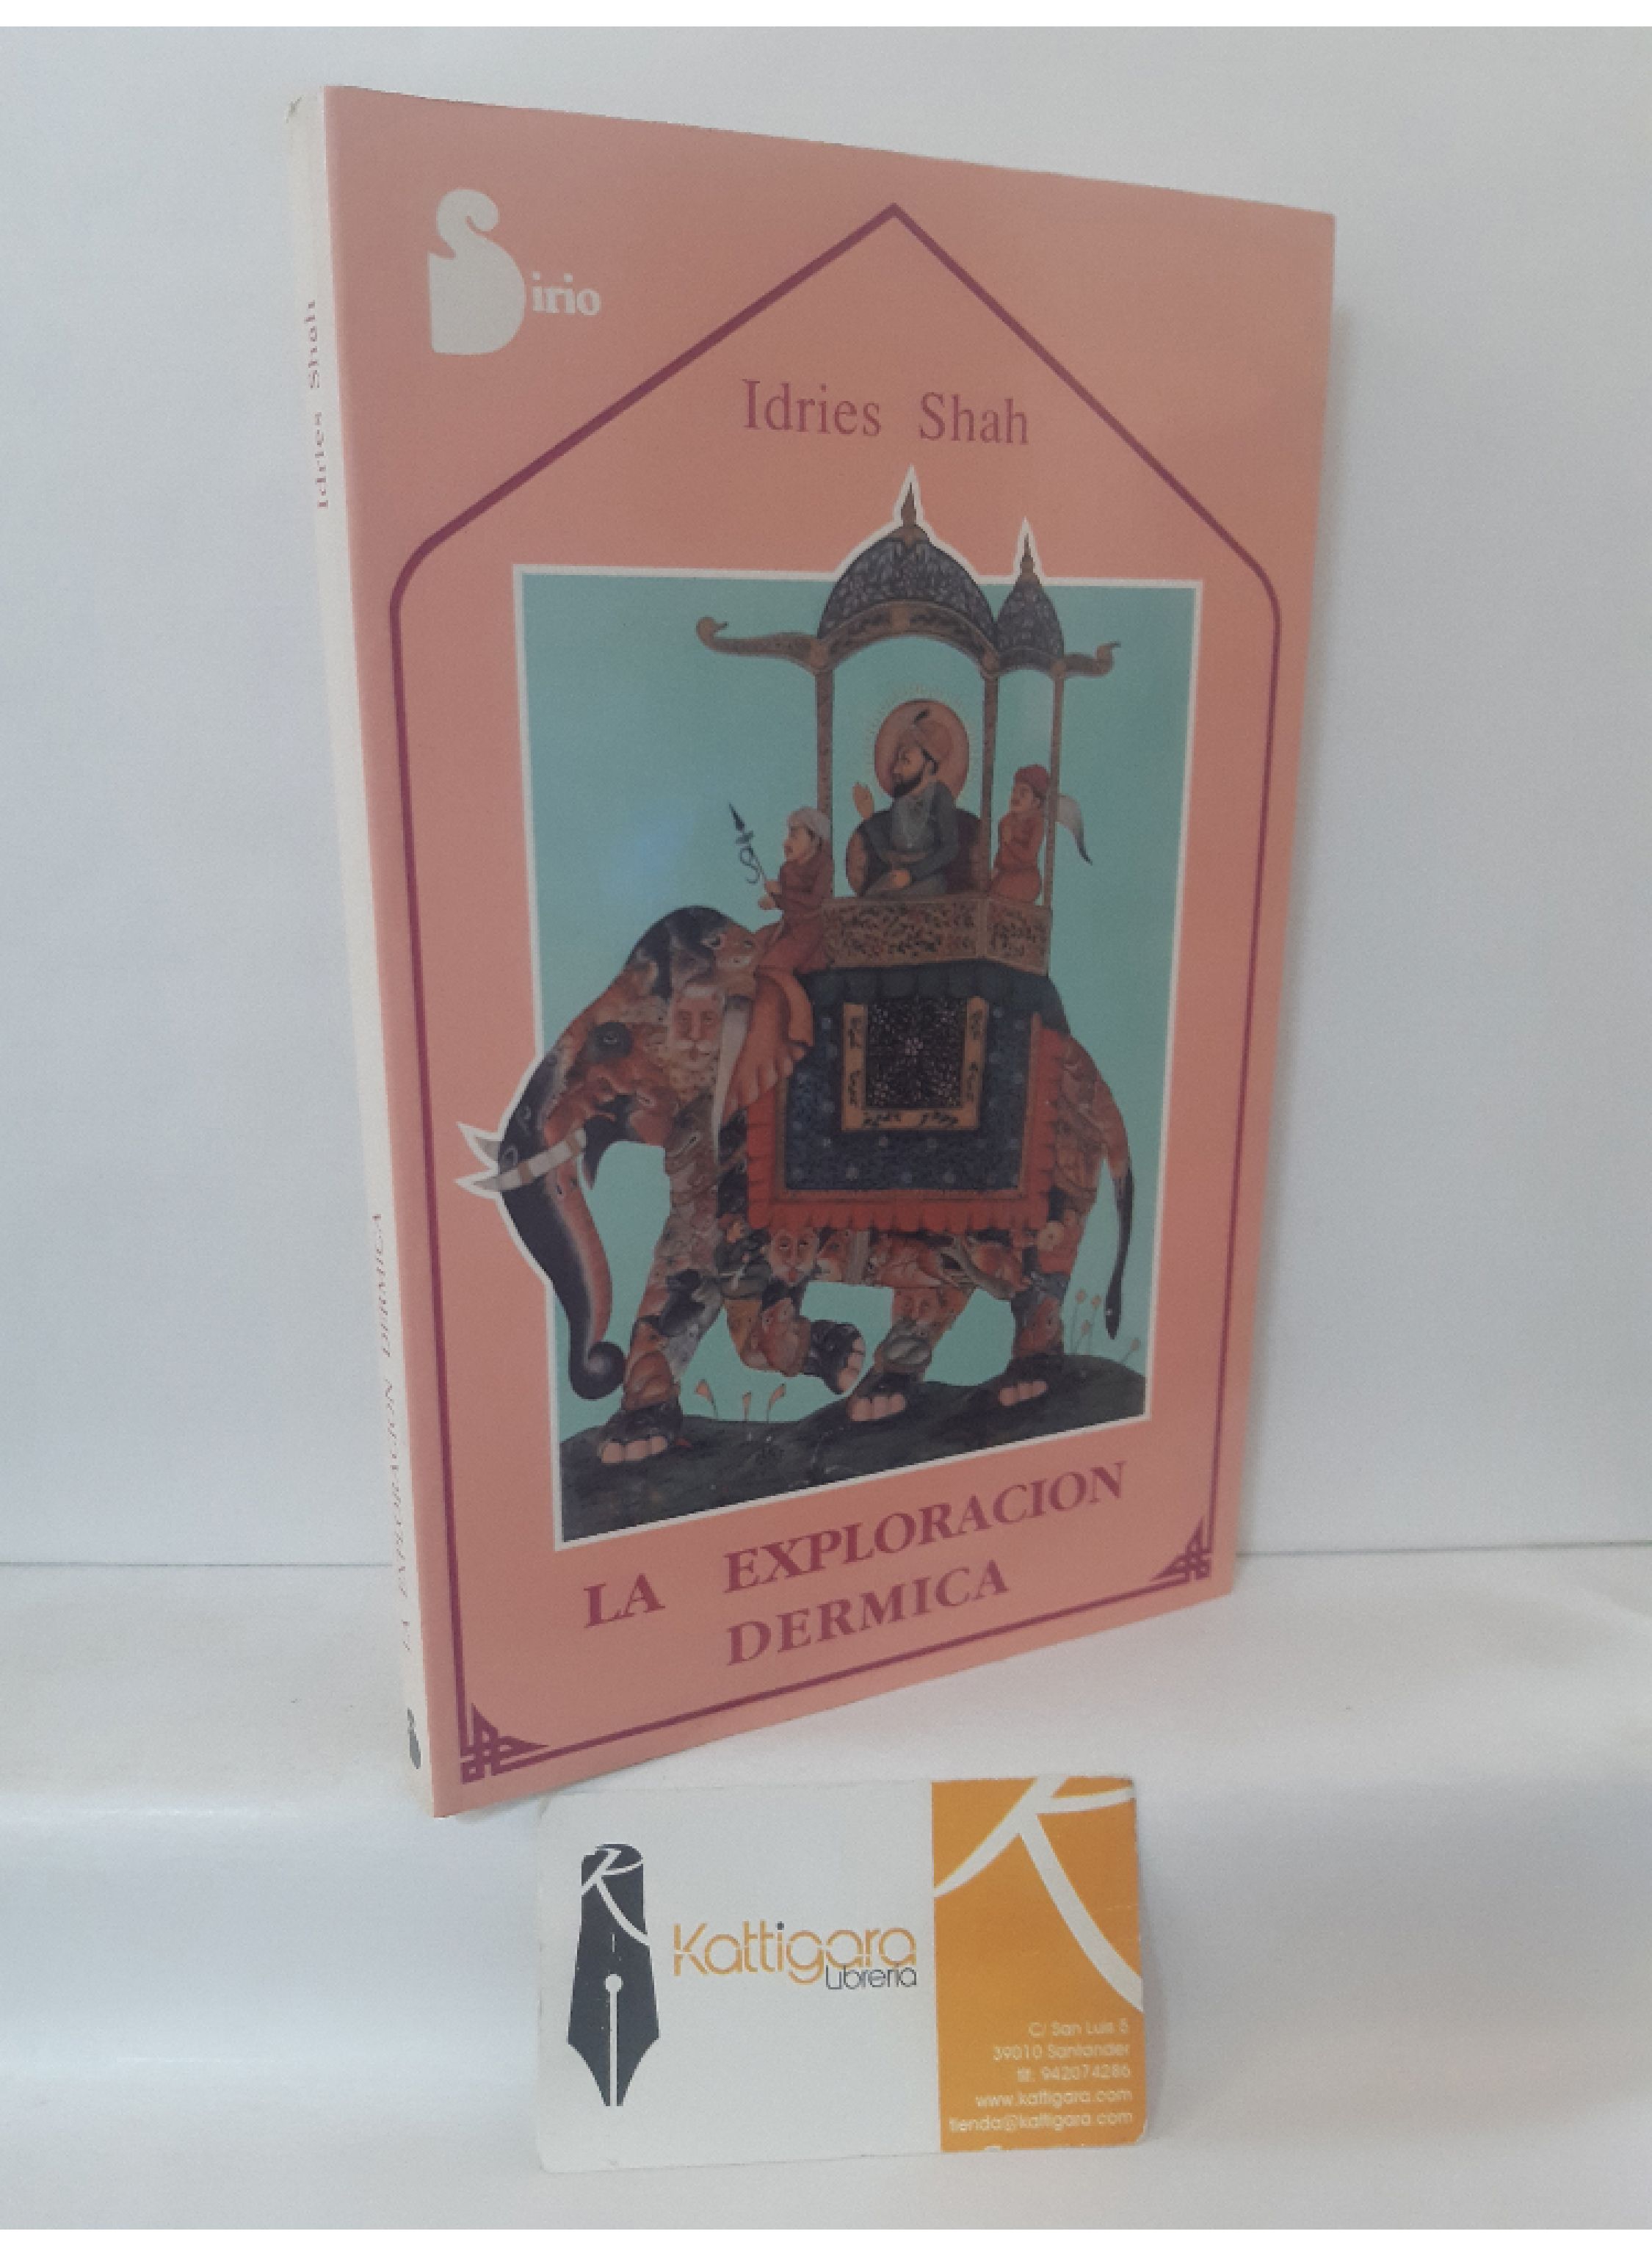 Sirio
Idries Shah
LA EXPLORACION
DERMICA
Idries Shah
LA EXPLORACION DERMICA
K
Kattigara
Librería
C/ San Luis 5
39010 Santander
tlf. 942074286
www.kattigara.com
tienda@kattigara.com